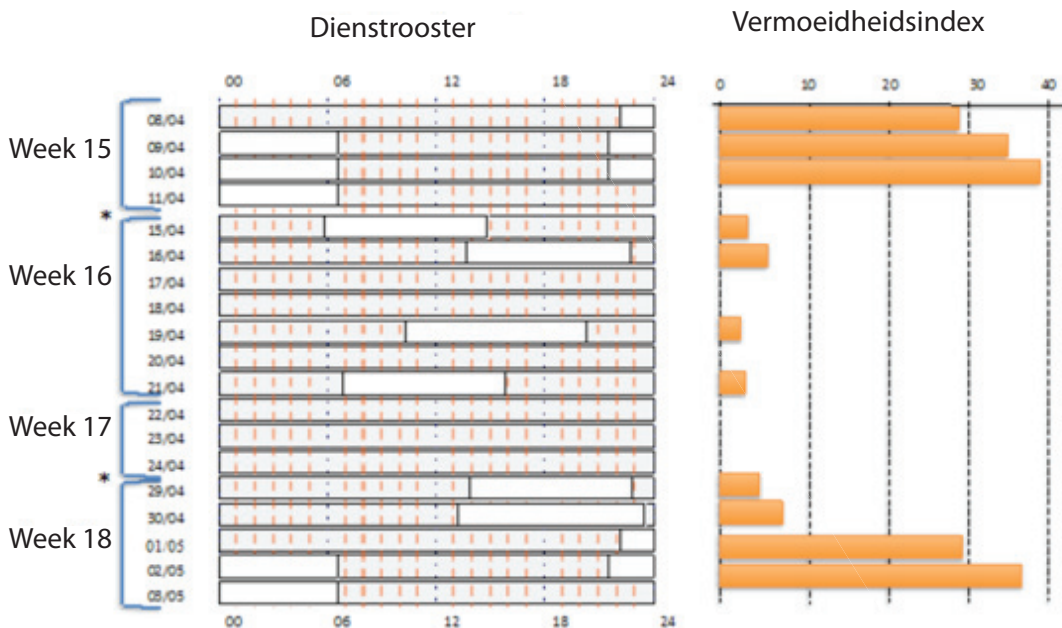 Dienstrooster
Vermoeidheidsindex
00 06 12 18 24
0 10 20 30 40
Week 15
08/04
09/04
10/04
11/04
*
Week 16
15/04
16/04
17/04
18/04
19/04
20/04
21/04
Week 17
22/04
23/04
24/04
*
Week 18
29/04
30/04
01/05
02/05
03/05
00 06 12 18 24